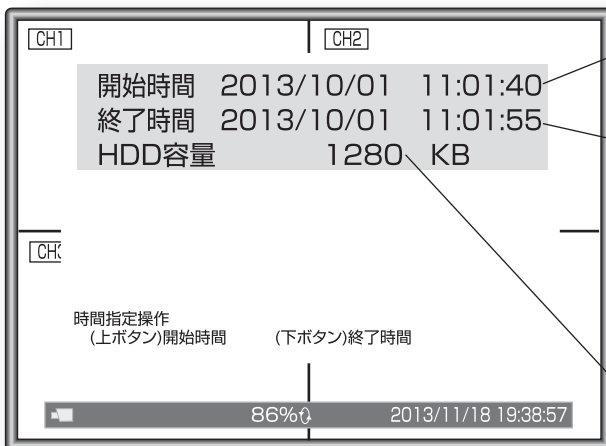 CH1 CH2
開始時間 2013/10/01 11:01:40
終了時間 2013/10/01 11:01:55
HDD容量 1280 KB
時間指定操作
(上ボタン)開始時間 (下ボタン)終了時間
86% 2013/11/18 19:38:57